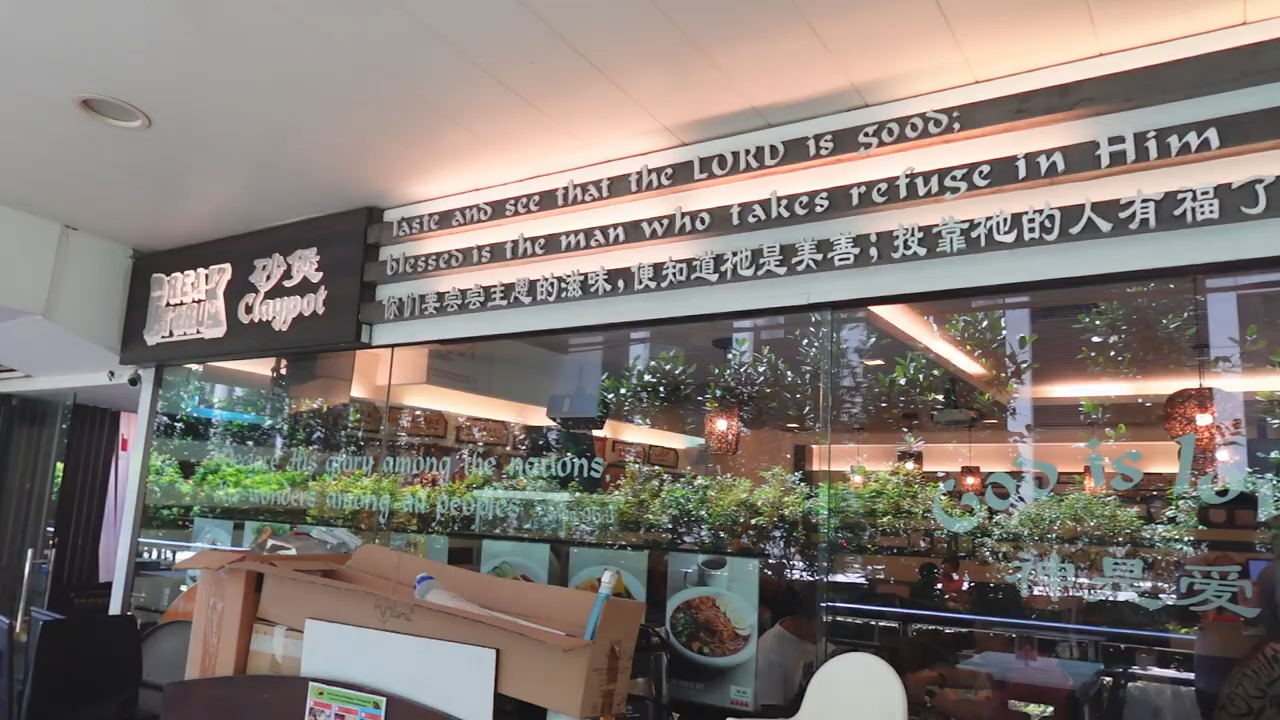 Taste and see that the LORD is good;
blessed is the man who takes refuge in Him
你们要尝尝主恩的滋味，便知道祂是美善；投靠祂的人有福了
砂煲
Claypot
his glory among the nations
his wonders among all peoples
God is
神是爱